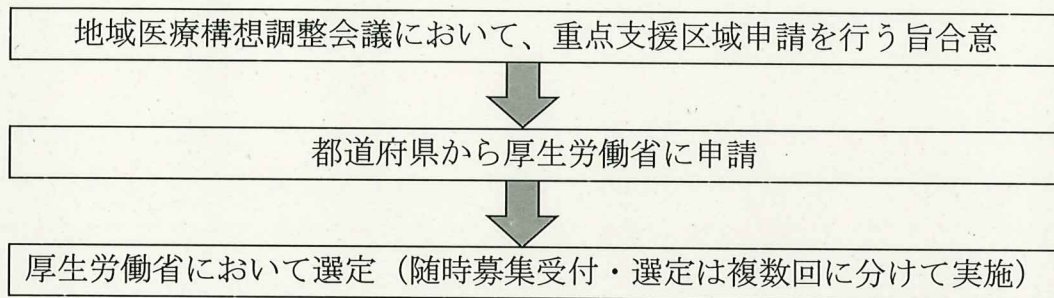 地域医療構想調整会議において、重点支援区域申請を行う旨合意
都道府県から厚生労働省に申請
厚生労働省において選定（随時募集受付・選定は複数回に分けて実施）